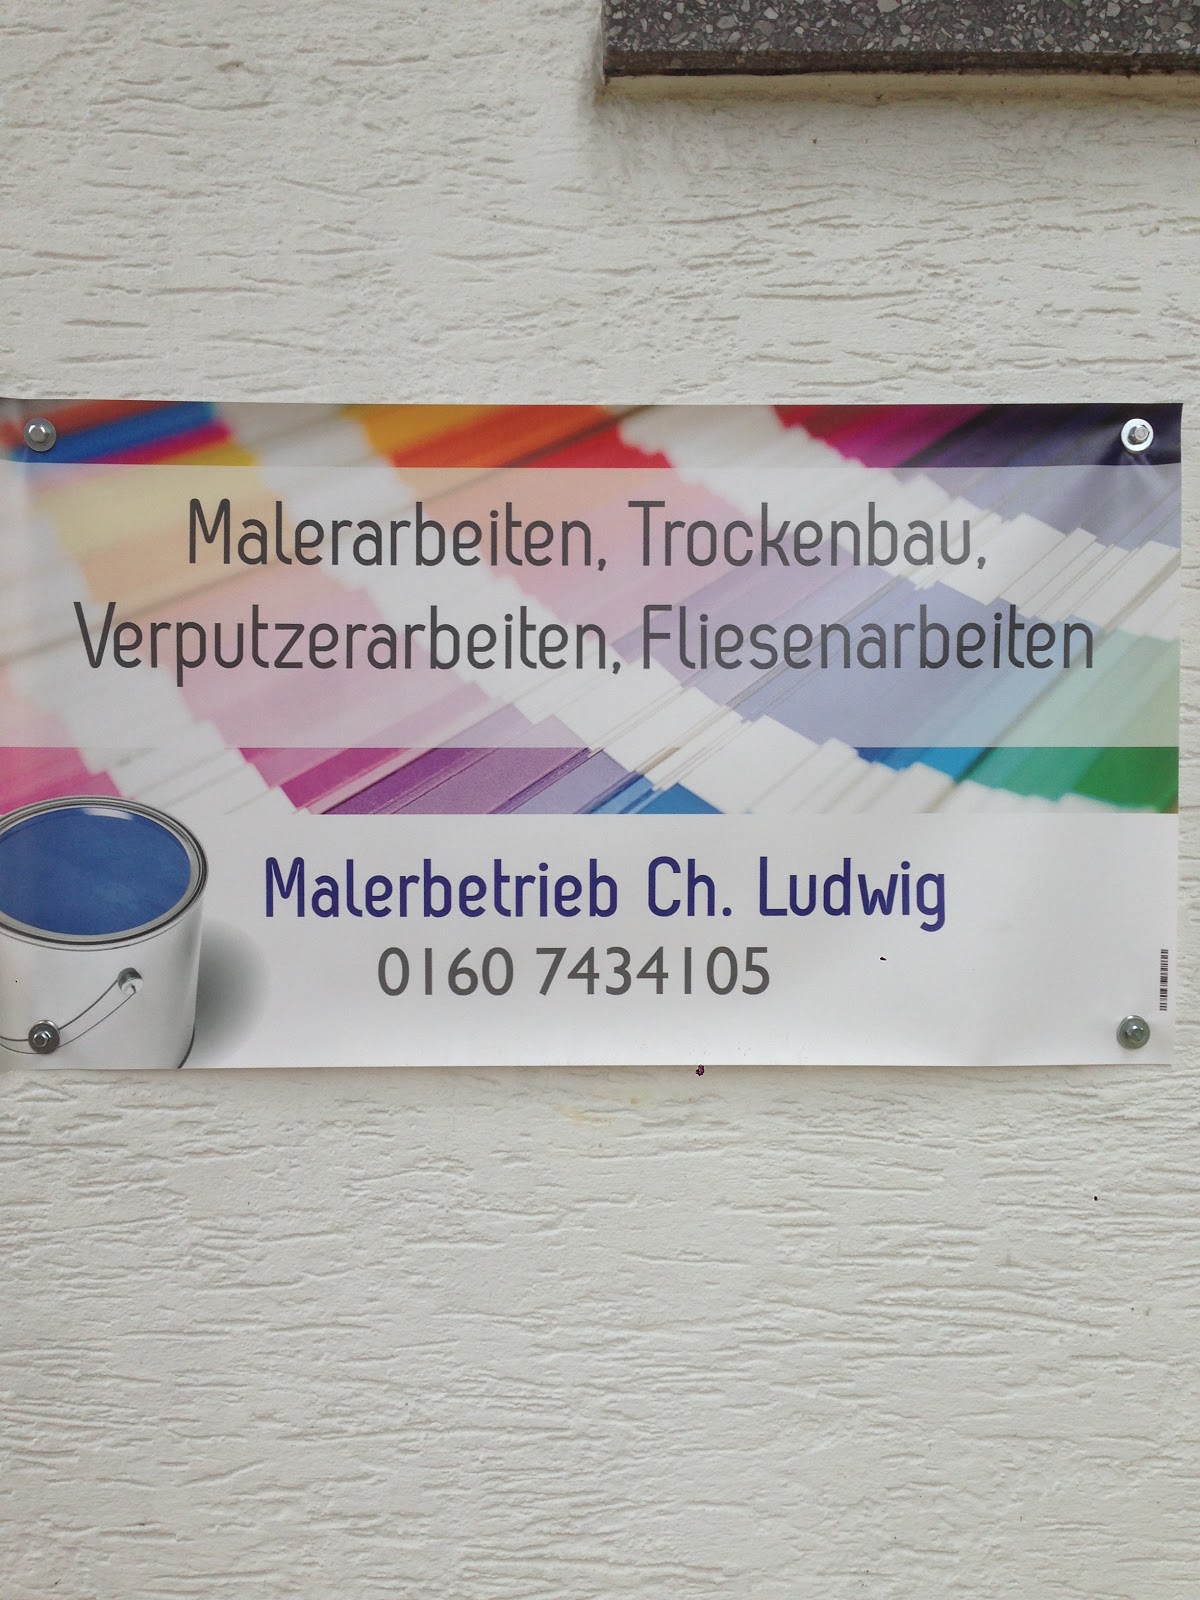 Malerarbeiten, Trockenbau,
Verputzerarbeiten, Fliesenarbeiten
Malerbetrieb Ch. Ludwig
0160 7434105